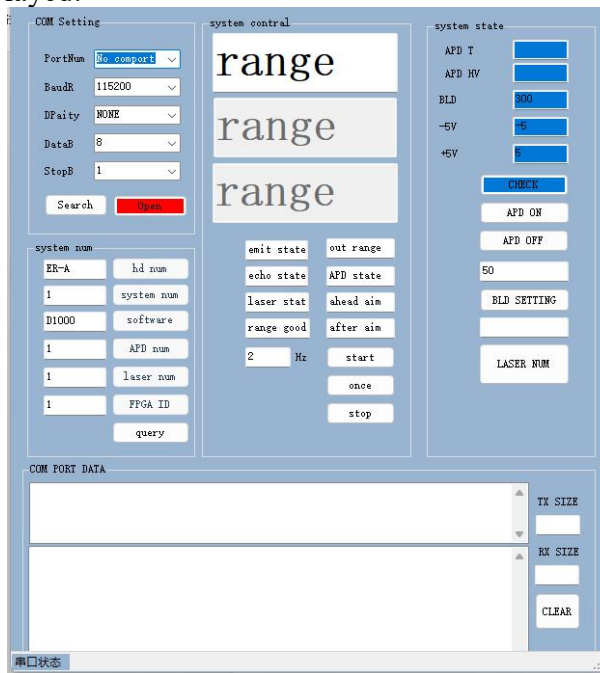 COM Setting
PortNum No comport
BaudR 115200
DPaity NONE
DataB 8
StopB 1
Search Open
system num
ER-A hd num
1 system num
D1000 software
1 APD num
1 laser num
1 FPGA ID
query
system contral
range
range
range
emit state out range
echo state APD state
laser stat ahead aim
range good after aim
2 Hz start
once
stop
system state
APD T
APD HV
BLD 300
-5V -5
+5V 5
CHECK
APD ON
APD OFF
50
BLD SETTING
LASER NUM
COM PORT DATA
TX SIZE
RX SIZE
CLEAR
串口状态